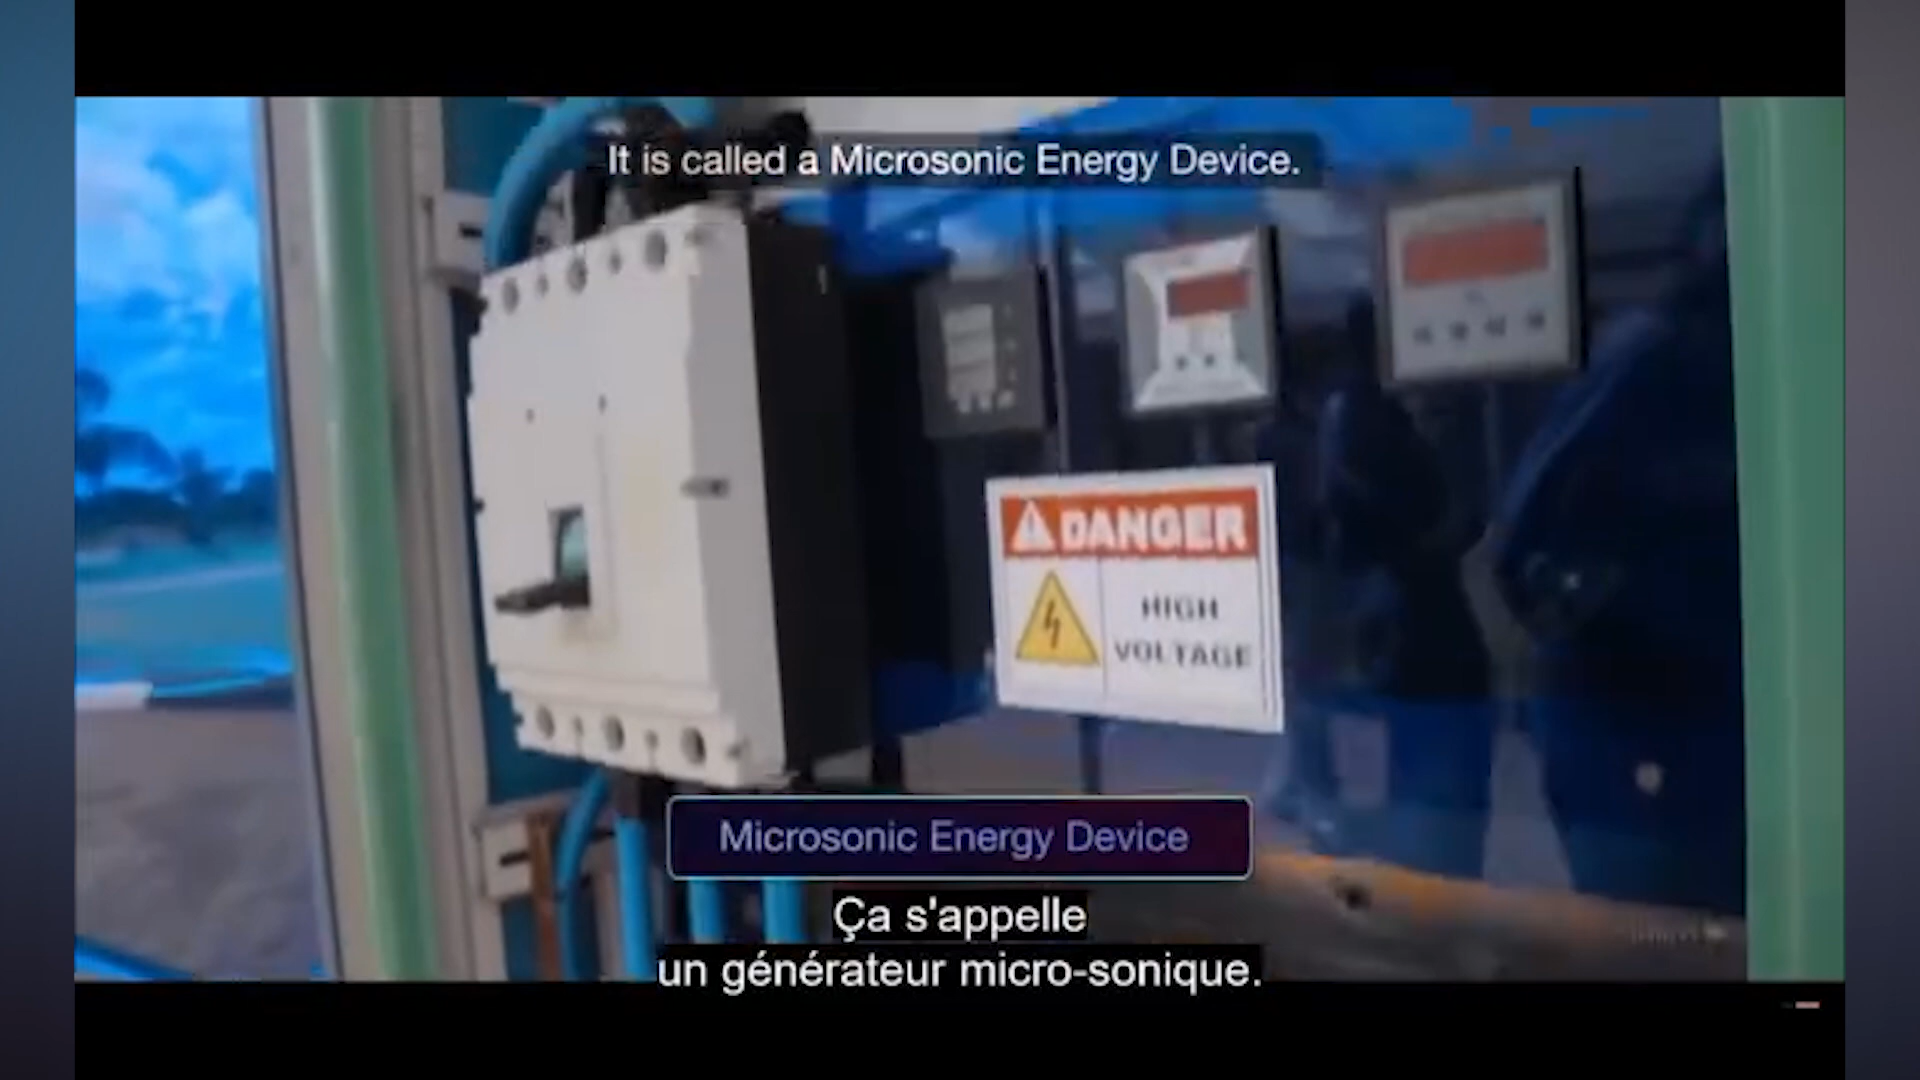 It is called a Microsonic Energy Device.
DANGER
HIGH
VOLTAGE
Microsonic Energy Device
Ça s'appelle
un générateur micro-sonique.